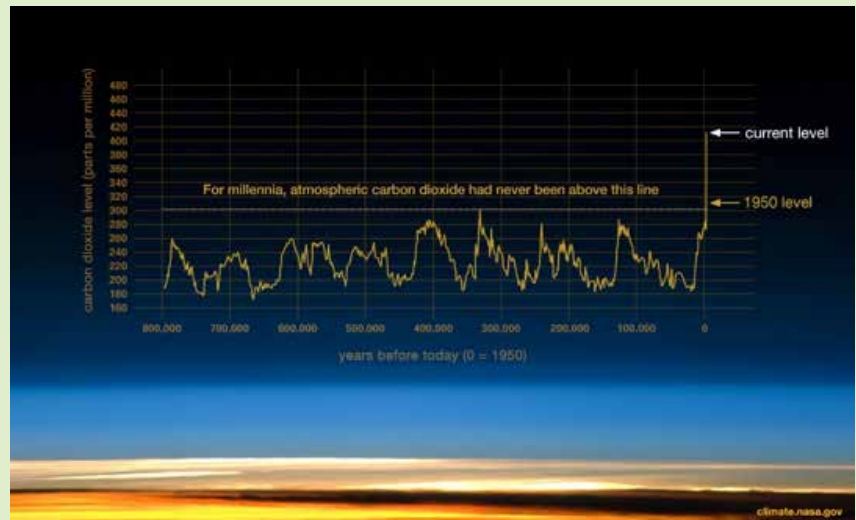 carbon dioxide level (parts per million)
480
460
440
420
400
380
360
340
320
300
280
260
240
220
200
180
160
current level
For millennia, atmospheric carbon dioxide had never been above this line
1950 level
800,000 700,000 600,000 500,000 400,000 300,000 200,000 100,000 0
years before today (0 = 1950)
climate.nasa.gov